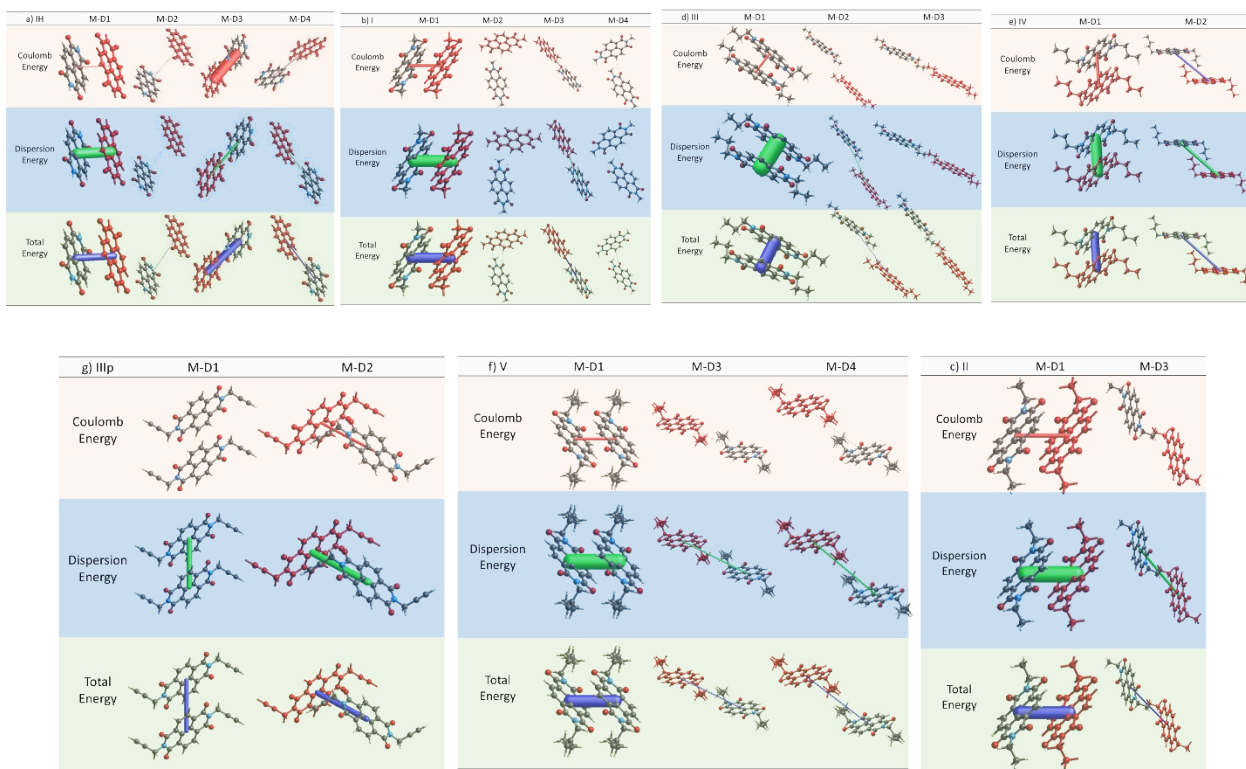 a) IH M-D1 M-D2 M-D3 M-D4
Coulomb
Energy
Dispersion
Energy
Total
Energy
b) I M-D1 M-D2 M-D3 M-D4
Coulomb
Energy
Dispersion
Energy
Total
Energy
d) III M-D1 M-D2 M-D3
Coulomb
Energy
Dispersion
Energy
Total
Energy
e) IV M-D1 M-D2
Coulomb
Energy
Dispersion
Energy
Total
Energy
g) IIIp M-D1 M-D2
Coulomb
Energy
Dispersion
Energy
Total
Energy
f) V M-D1 M-D3 M-D4
Coulomb
Energy
Dispersion
Energy
Total
Energy
c) II M-D1 M-D3
Coulomb
Energy
Dispersion
Energy
Total
Energy